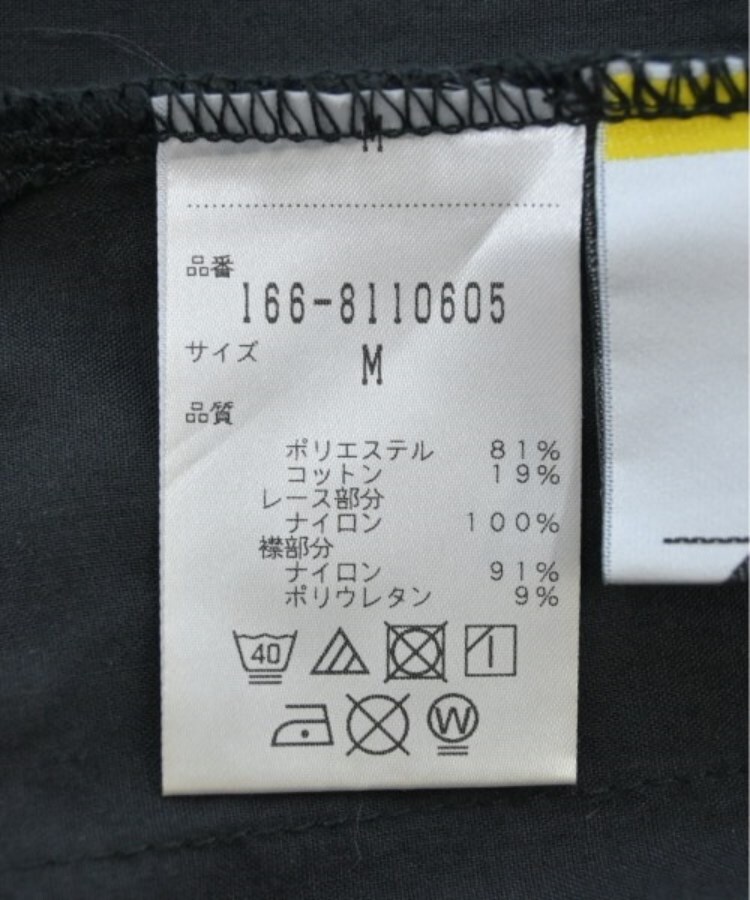 M
品番
166-8110605
サイズ
M
品質
ポリエステル 81%
コットン 19%
レース部分
ナイロン 100%
襟部分
ナイロン 91%
ポリウレタン 9%
40
W